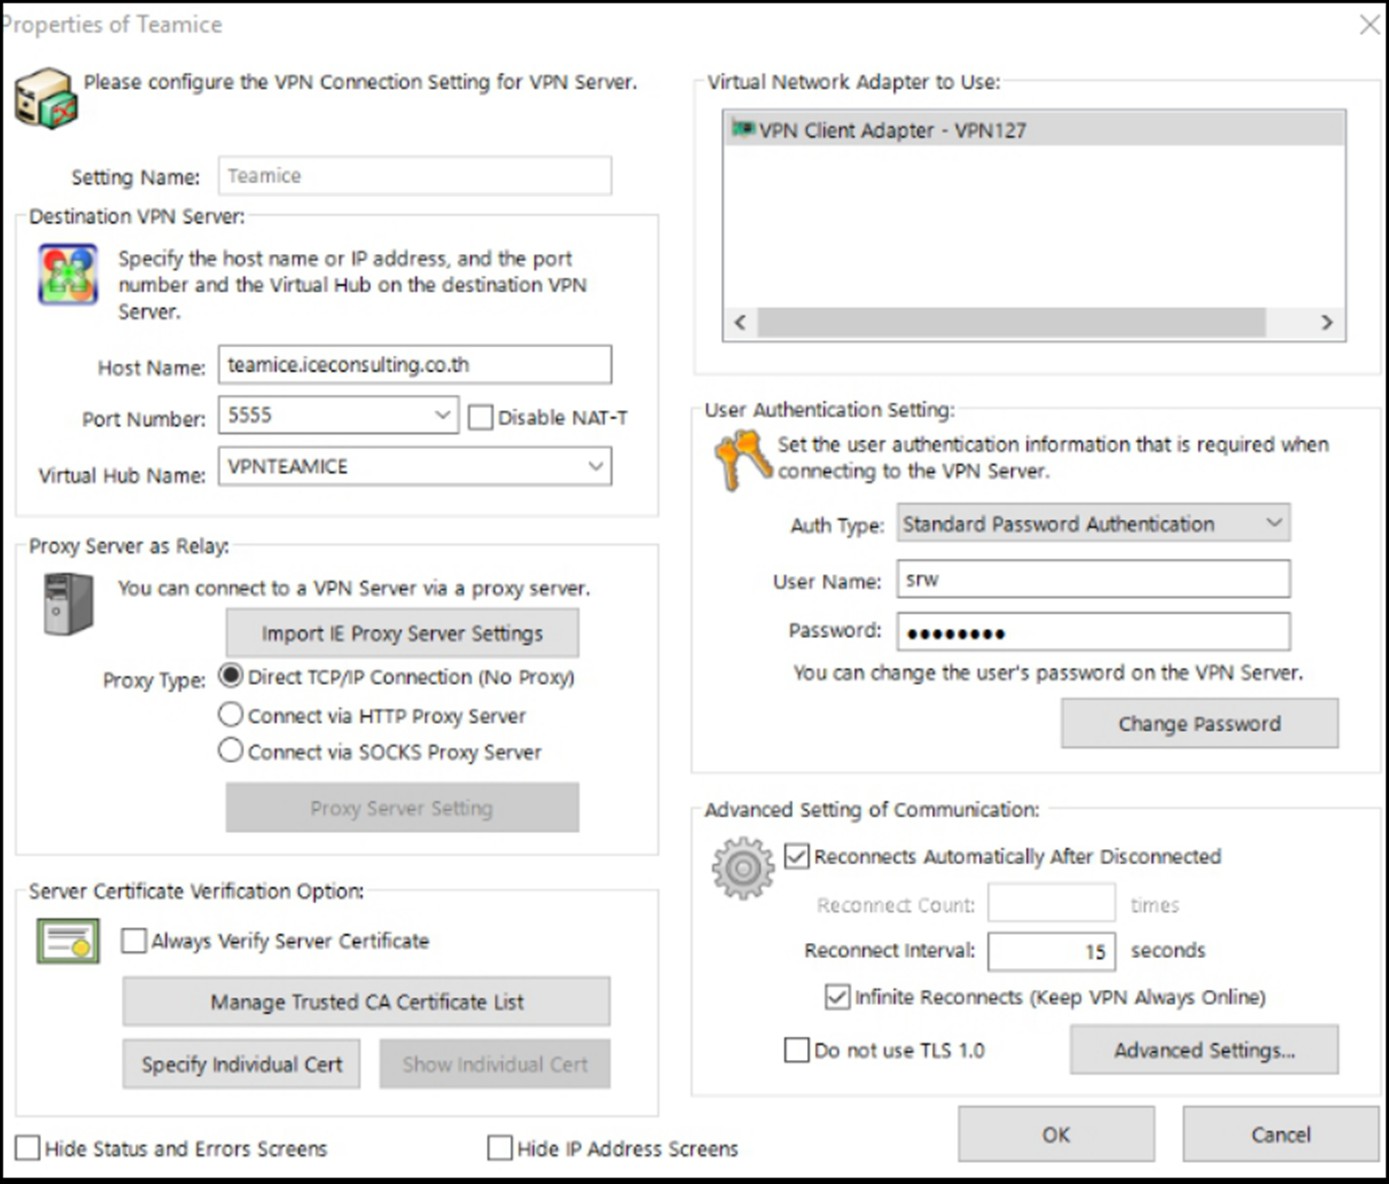 Properties of Teamice
Please configure the VPN Connection Setting for VPN Server.
Setting Name: Teamice
Destination VPN Server:
Specify the host name or IP address, and the port
number and the Virtual Hub on the destination VPN
Server.
Host Name: teamice.iceconsulting.co.th
Port Number: 5555 Disable NAT-T
Virtual Hub Name: VPNTEAMICE
Proxy Server as Relay:
You can connect to a VPN Server via a proxy server.
Import IE Proxy Server Settings
Proxy Type: Direct TCP/IP Connection (No Proxy)
Connect via HTTP Proxy Server
Connect via SOCKS Proxy Server
Proxy Server Setting
Server Certificate Verification Option:
Always Verify Server Certificate
Manage Trusted CA Certificate List
Specify Individual Cert Show Individual Cert
Hide Status and Errors Screens Hide IP Address Screens
Virtual Network Adapter to Use:
VPN Client Adapter - VPN127
User Authentication Setting:
Set the user authentication information that is required when
connecting to the VPN Server.
Auth Type: Standard Password Authentication
User Name: srw
Password: ●●●●●●●●
You can change the user's password on the VPN Server.
Change Password
Advanced Setting of Communication:
Reconnects Automatically After Disconnected
Reconnect Count: times
Reconnect Interval: 15 seconds
Infinite Reconnects (Keep VPN Always Online)
Do not use TLS 1.0 Advanced Settings...
OK Cancel